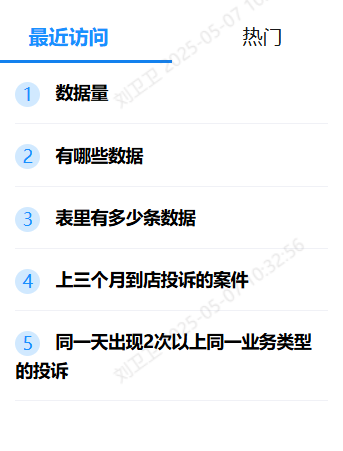 最近访问 热门
1 数据量
2 有哪些数据
3 表里有多少条数据
4 上三个月到店投诉的案件
5 同一天出现2次以上同一业务类型
的投诉
刘卫卫 2025-05-07 10
刘卫卫 2025-05-07 10:32:56